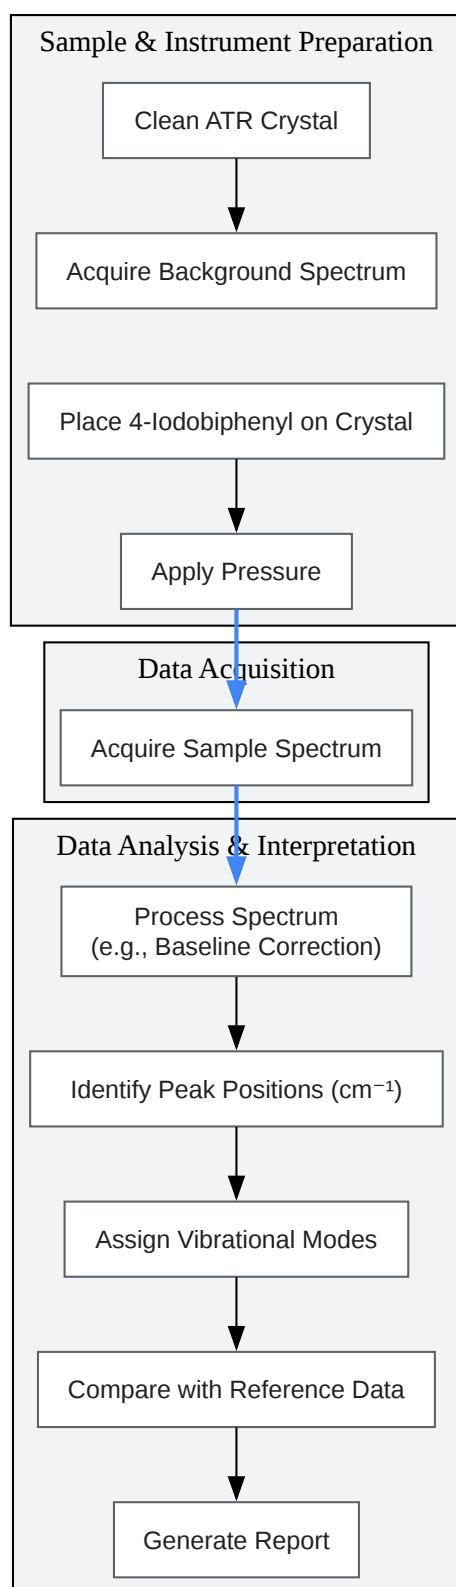 Sample & Instrument Preparation
Clean ATR Crystal
Acquire Background Spectrum
Place 4-Iodobiphenyl on Crystal
Apply Pressure
Data Acquisition
Acquire Sample Spectrum
Data Analysis & Interpretation
Process Spectrum
(e.g., Baseline Correction)
Identify Peak Positions (cm⁻¹)
Assign Vibrational Modes
Compare with Reference Data
Generate Report